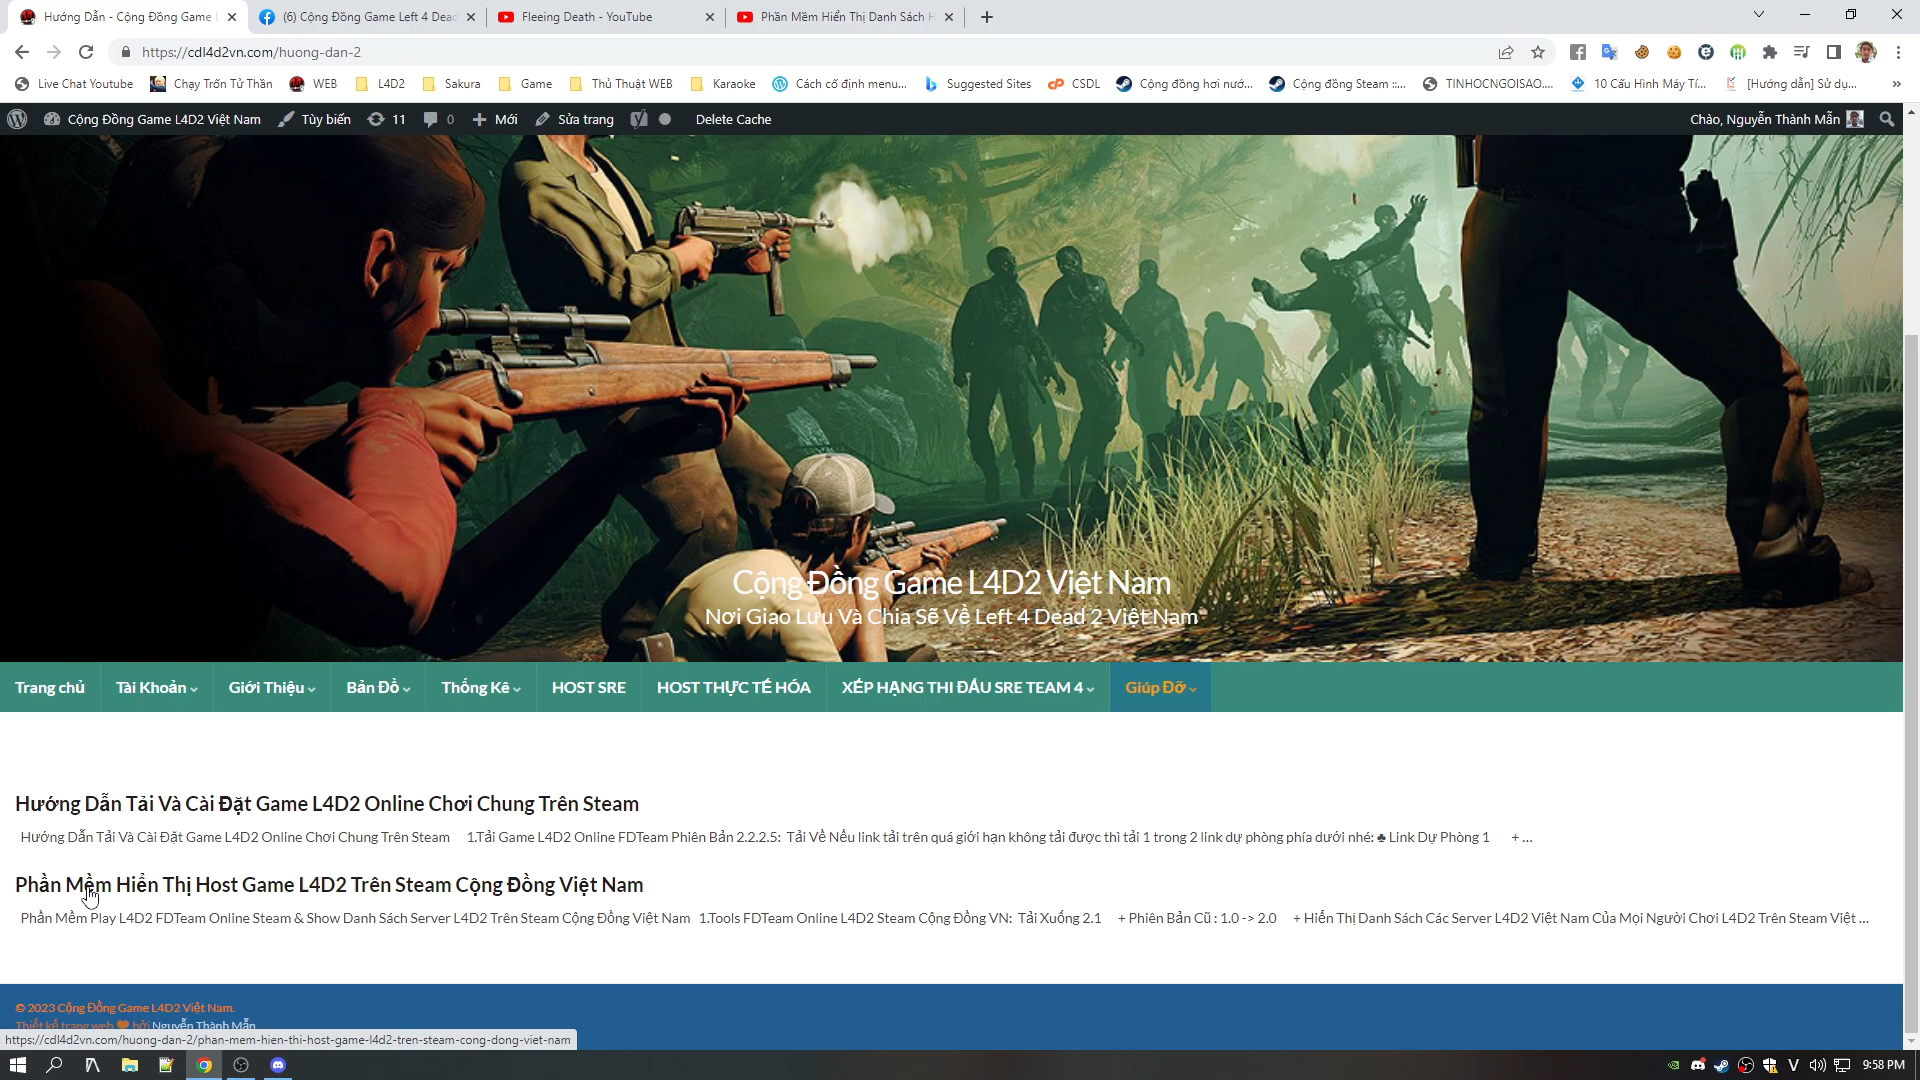 Hướng Dẫn - Cộng Đồng Game
(6) Cộng Đồng Game Left 4 Dead
Fleeing Death - YouTube
Phần Mềm Hiển Thị Danh Sách H
https://cdl4d2vn.com/huong-dan-2
Live Chat Youtube
Chạy Trốn Tử Thần
WEB
L4D2
Sakura
Game
Thủ Thuật WEB
Karaoke
Cách cố định menu...
Suggested Sites
CSDL
Cộng đồng hơi nướ...
Cộng đồng Steam ::...
TINHOCNGOISAO....
10 Cấu Hình Máy Tí...
[Hướng dẫn] Sử dụ...
»
Cộng Đồng Game L4D2 Việt Nam
Tùy biến
11
0
Mới
Sửa trang
Delete Cache
Chào, Nguyễn Thành Mẫn
Cộng Đồng Game L4D2 Việt Nam
Nơi Giao Lưu Và Chia Sẽ Về Left 4 Dead 2 Việt Nam
Trang chủ
Tài Khoản
Giới Thiệu
Bản Đồ
Thống Kê
HOST SRE
HOST THỰC TẾ HÓA
XẾP HẠNG THI ĐẤU SRE TEAM 4
Giúp Đỡ
Hướng Dẫn Tải Và Cài Đặt Game L4D2 Online Chơi Chung Trên Steam
Hướng Dẫn Tải Và Cài Đặt Game L4D2 Online Chơi Chung Trên Steam 1.Tải Game L4D2 Online FDTeam Phiên Bản 2.2.2.5: Tải Về Nếu link tải trên quá giới hạn không tải được thì tải 1 trong 2 link dự phòng phía dưới nhé: ♣ Link Dự Phòng 1 + ...
Phần Mềm Hiển Thị Host Game L4D2 Trên Steam Cộng Đồng Việt Nam
Phần Mềm Play L4D2 FDTeam Online Steam & Show Danh Sách Server L4D2 Trên Steam Cộng Đồng Việt Nam 1.Tools FDTeam Online L4D2 Steam Cộng Đồng VN: Tải Xuống 2.1 + Phiên Bản Cũ : 1.0 -> 2.0 + Hiển Thị Danh Sách Các Server L4D2 Việt Nam Của Mọi Người Chơi L4D2 Trên Steam Việt ...
© 2023 Cộng Đồng Game L4D2 Việt Nam.
Thiết kế trang web ♥ bởi Nguyễn Thành Mẫn
https://cdl4d2vn.com/huong-dan-2/phan-mem-hien-thi-host-game-l4d2-tren-steam-cong-dong-viet-nam
V
9:58 PM